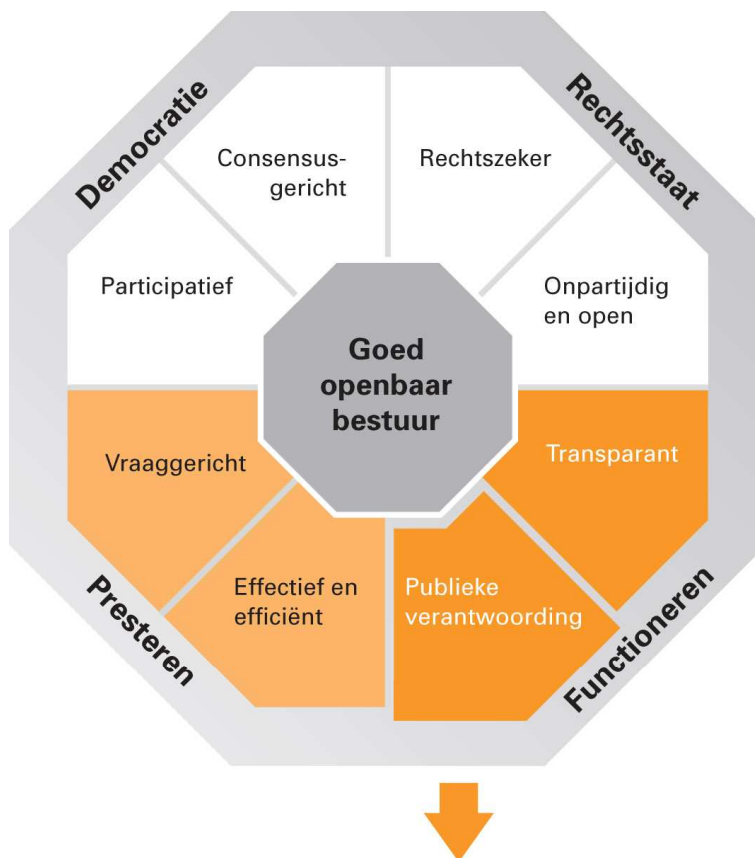 Democratie
Rechtsstaat
Consensus-
gericht
Rechtszeker
Participatief
Onpartijdig
en open
Goed
openbaar
bestuur
Vraaggericht
Transparant
Effectief en
efficiënt
Publieke
verantwoording
Presteren
Functioneren